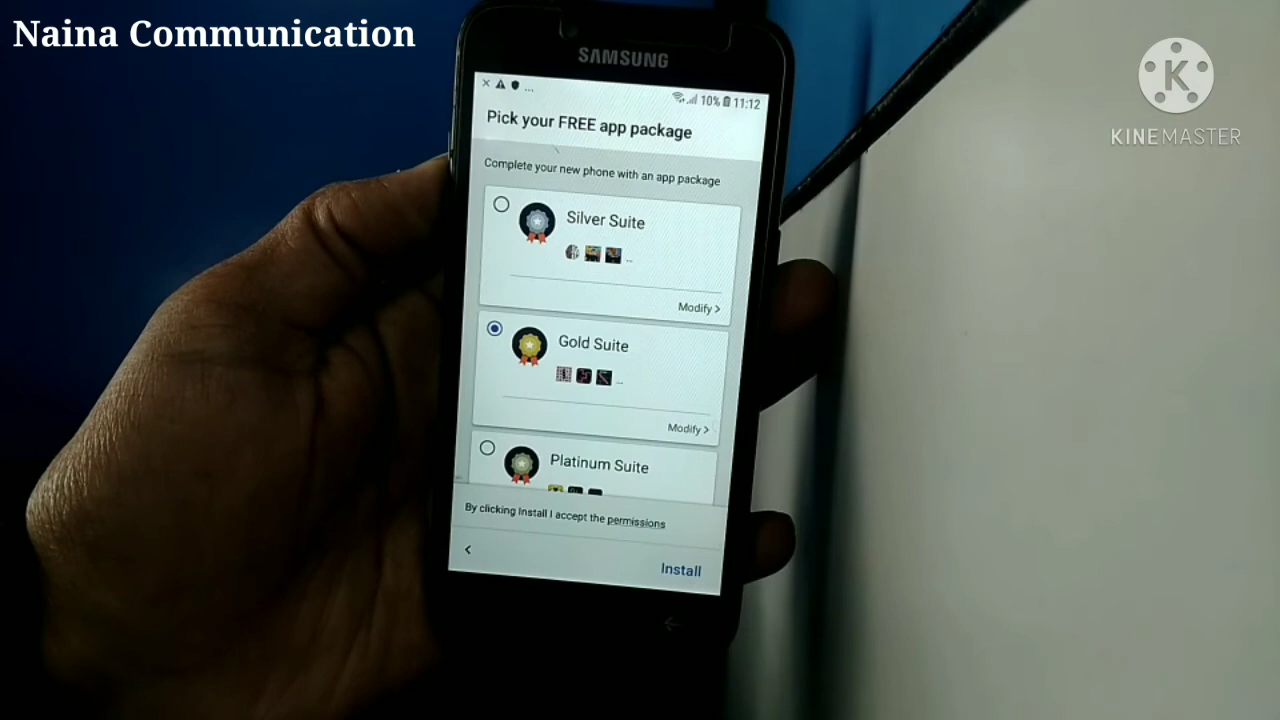 Naina Communication
KINEMASTER
SAMSUNG
10% 11:12
Pick your FREE app package
Complete your new phone with an app package
Silver Suite
...
Modify >
Gold Suite
...
Modify >
Platinum Suite
By clicking Install I accept the permissions
<
Install